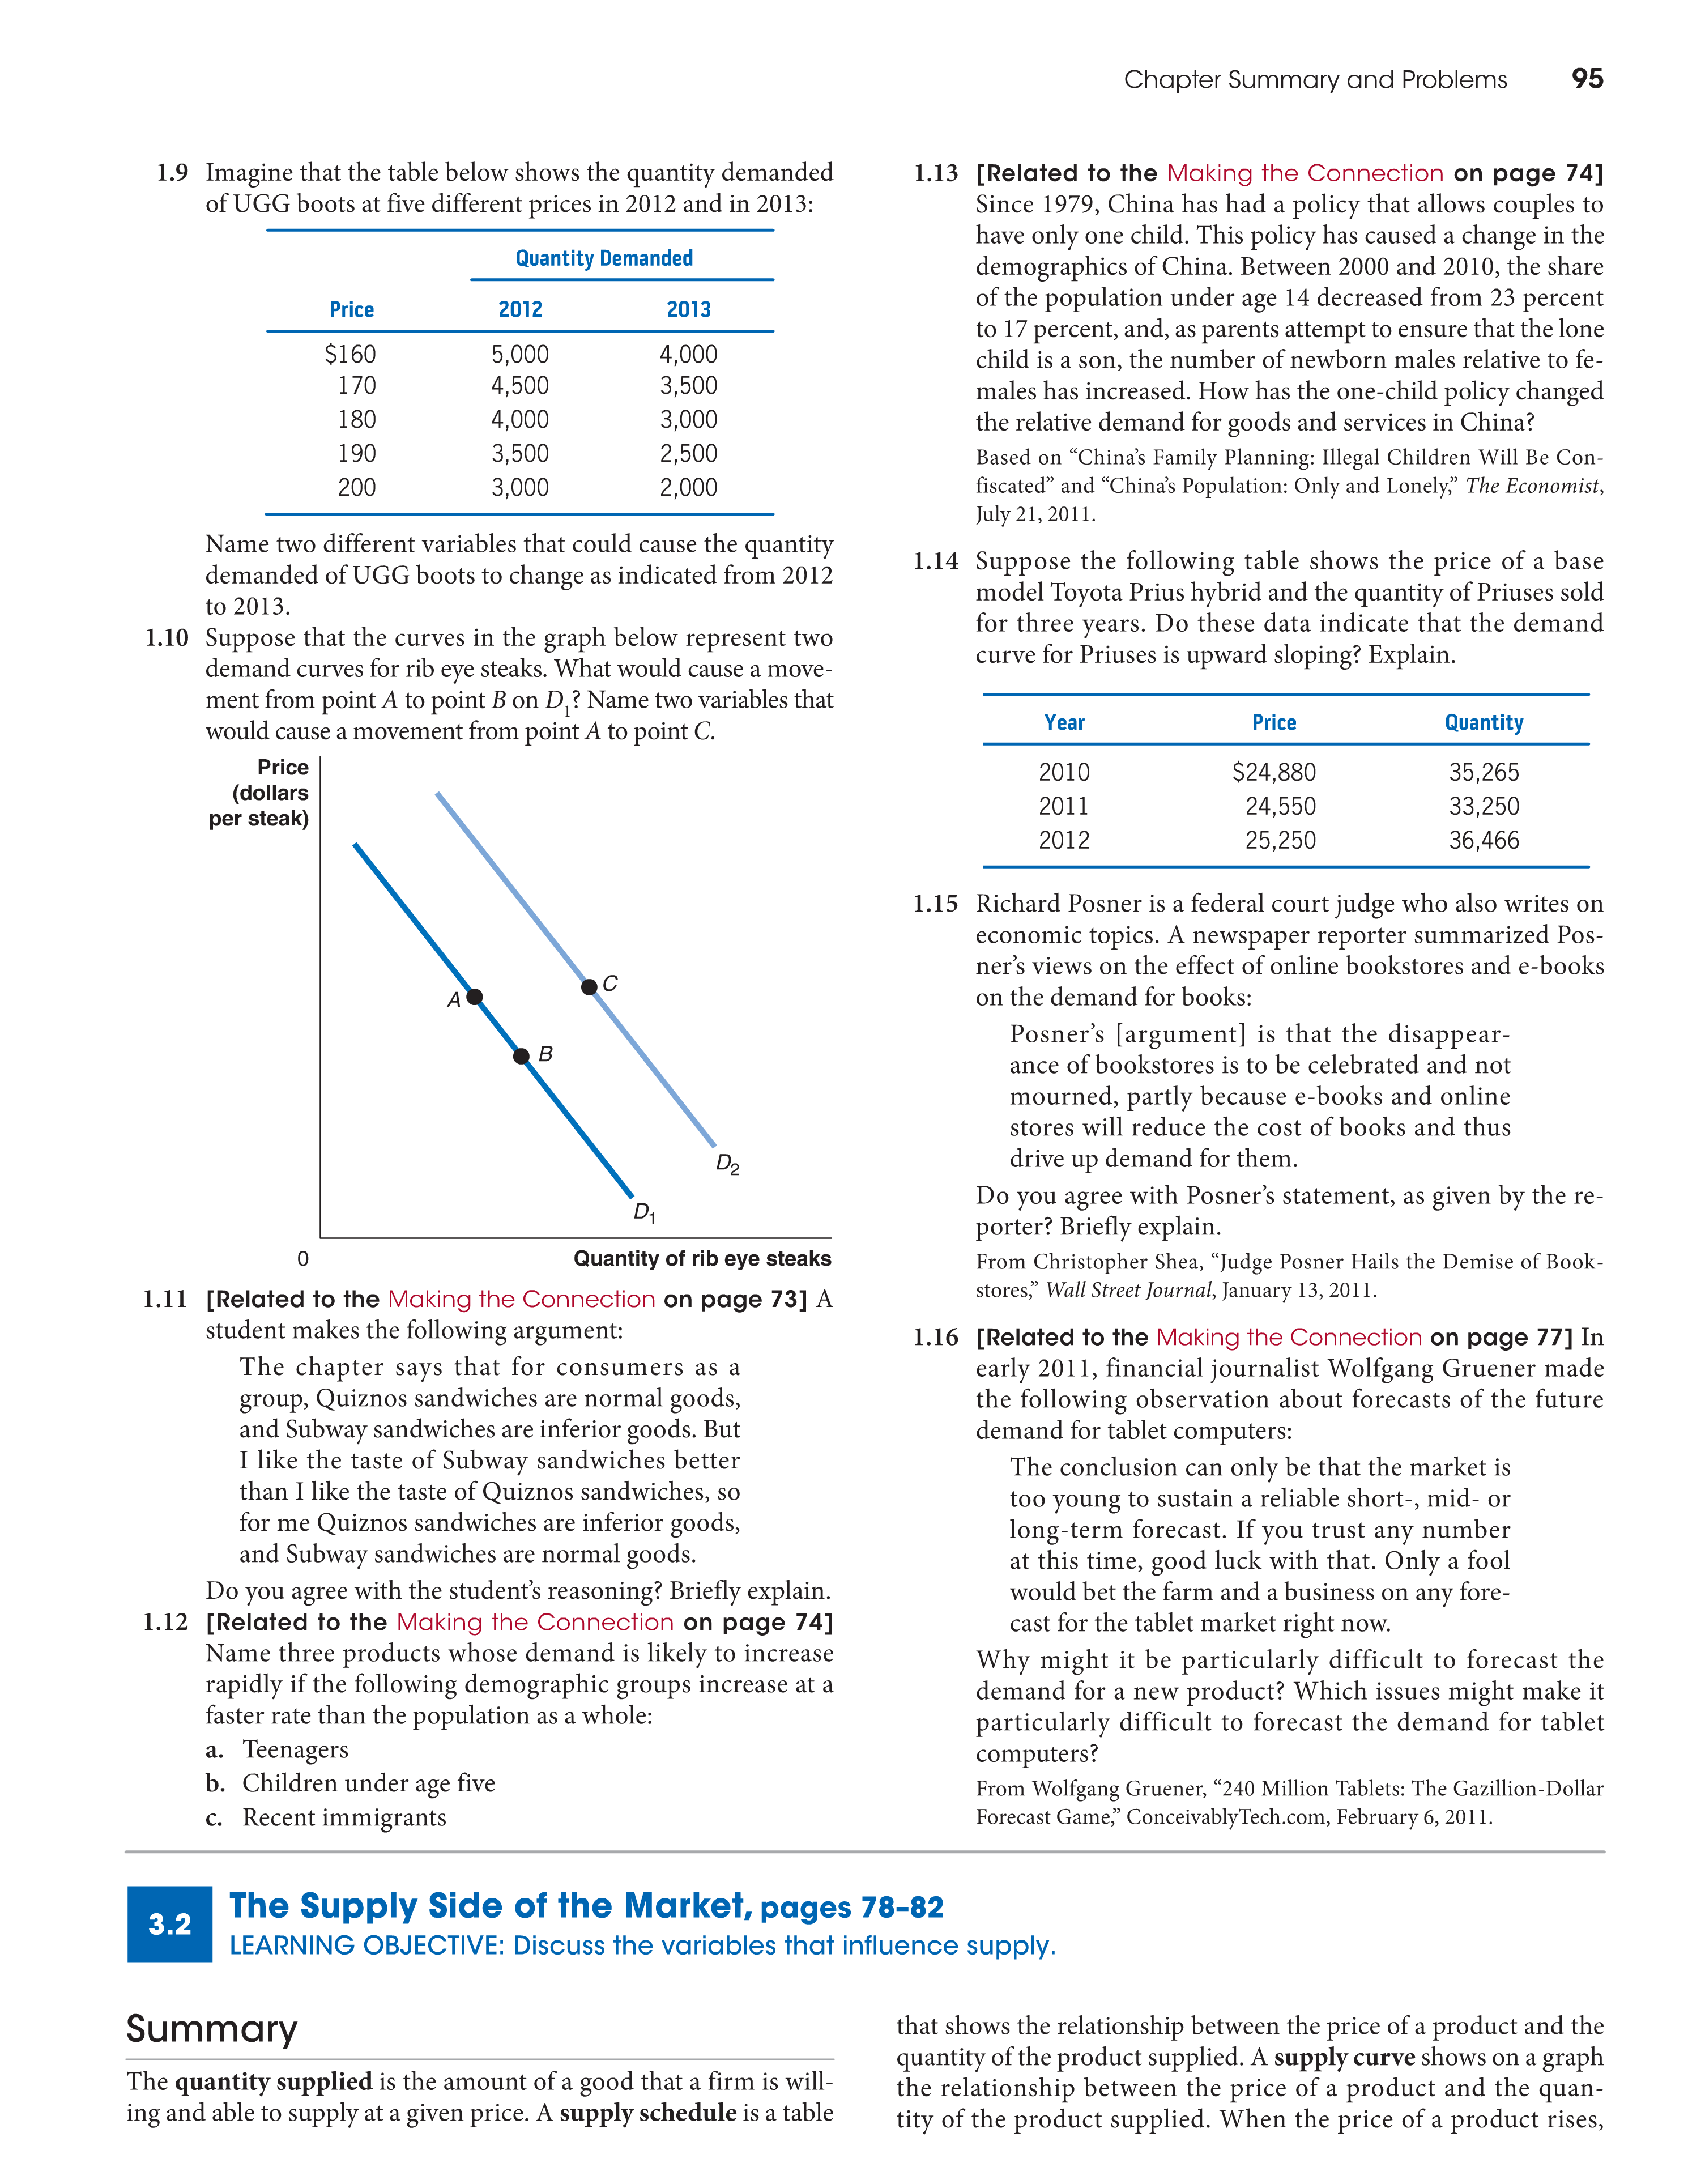 Chapter Summary and Problems 95
1.9 Imagine that the table below shows the quantity demanded
of UGG boots at five different prices in 2012 and in 2013:
Quantity Demanded
Price 2012 2013
$160 5,000 4,000
170 4,500 3,500
180 4,000 3,000
190 3,500 2,500
200 3,000 2,000
Name two different variables that could cause the quantity
demanded of UGG boots to change as indicated from 2012
to 2013.
1.10 Suppose that the curves in the graph below represent two
demand curves for rib eye steaks. What would cause a move-
ment from point A to point B on D1? Name two variables that
would cause a movement from point A to point C.
Price
(dollars
per steak)
A
C
B
D2
D1
0 Quantity of rib eye steaks
1.11 [Related to the Making the Connection on page 73] A
student makes the following argument:
The chapter says that for consumers as a
group, Quiznos sandwiches are normal goods,
and Subway sandwiches are inferior goods. But
I like the taste of Subway sandwiches better
than I like the taste of Quiznos sandwiches, so
for me Quiznos sandwiches are inferior goods,
and Subway sandwiches are normal goods.
Do you agree with the student's reasoning? Briefly explain.
1.12 [Related to the Making the Connection on page 74]
Name three products whose demand is likely to increase
rapidly if the following demographic groups increase at a
faster rate than the population as a whole:
a. Teenagers
b. Children under age five
c. Recent immigrants
1.13 [Related to the Making the Connection on page 74]
Since 1979, China has had a policy that allows couples to
have only one child. This policy has caused a change in the
demographics of China. Between 2000 and 2010, the share
of the population under age 14 decreased from 23 percent
to 17 percent, and, as parents attempt to ensure that the lone
child is a son, the number of newborn males relative to fe-
males has increased. How has the one-child policy changed
the relative demand for goods and services in China?
Based on “China’s Family Planning: Illegal Children Will Be Con-
fiscated” and “China’s Population: Only and Lonely,” The Economist,
July 21, 2011.
1.14 Suppose the following table shows the price of a base
model Toyota Prius hybrid and the quantity of Priuses sold
for three years. Do these data indicate that the demand
curve for Priuses is upward sloping? Explain.
Year Price Quantity
2010 $24,880 35,265
2011 24,550 33,250
2012 25,250 36,466
1.15 Richard Posner is a federal court judge who also writes on
economic topics. A newspaper reporter summarized Pos-
ner’s views on the effect of online bookstores and e-books
on the demand for books:
Posner’s [argument] is that the disappear-
ance of bookstores is to be celebrated and not
mourned, partly because e-books and online
stores will reduce the cost of books and thus
drive up demand for them.
Do you agree with Posner’s statement, as given by the re-
porter? Briefly explain.
From Christopher Shea, “Judge Posner Hails the Demise of Book-
stores,” Wall Street Journal, January 13, 2011.
1.16 [Related to the Making the Connection on page 77] In
early 2011, financial journalist Wolfgang Gruener made
the following observation about forecasts of the future
demand for tablet computers:
The conclusion can only be that the market is
too young to sustain a reliable short-, mid- or
long-term forecast. If you trust any number
at this time, good luck with that. Only a fool
would bet the farm and a business on any fore-
cast for the tablet market right now.
Why might it be particularly difficult to forecast the
demand for a new product? Which issues might make it
particularly difficult to forecast the demand for tablet
computers?
From Wolfgang Gruener, “240 Million Tablets: The Gazillion-Dollar
Forecast Game,” ConceivablyTech.com, February 6, 2011.
3.2 The Supply Side of the Market, pages 78–82
LEARNING OBJECTIVE: Discuss the variables that influence supply.
Summary
The quantity supplied is the amount of a good that a firm is will-
ing and able to supply at a given price. A supply schedule is a table
that shows the relationship between the price of a product and the
quantity of the product supplied. A supply curve shows on a graph
the relationship between the price of a product and the quan-
tity of the product supplied. When the price of a product rises,